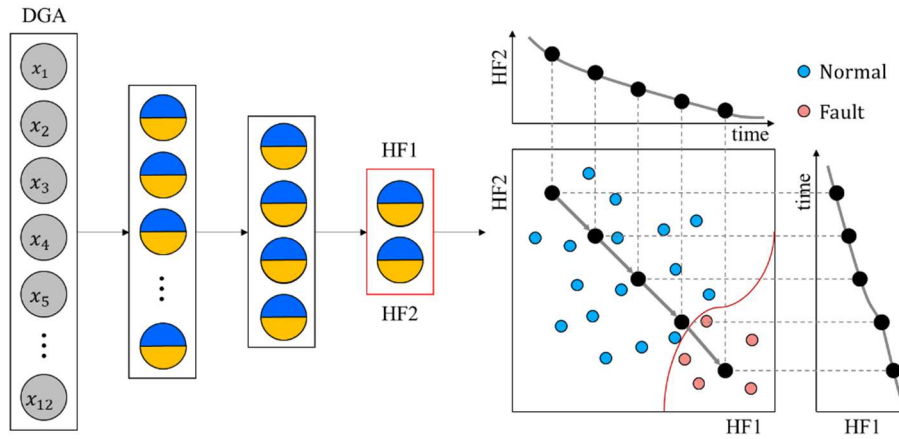 DGA
x1
x2
x3
x4
x5
x12
HF1
HF2
HF2
time
Normal
Fault
HF2
HF1
time
HF1